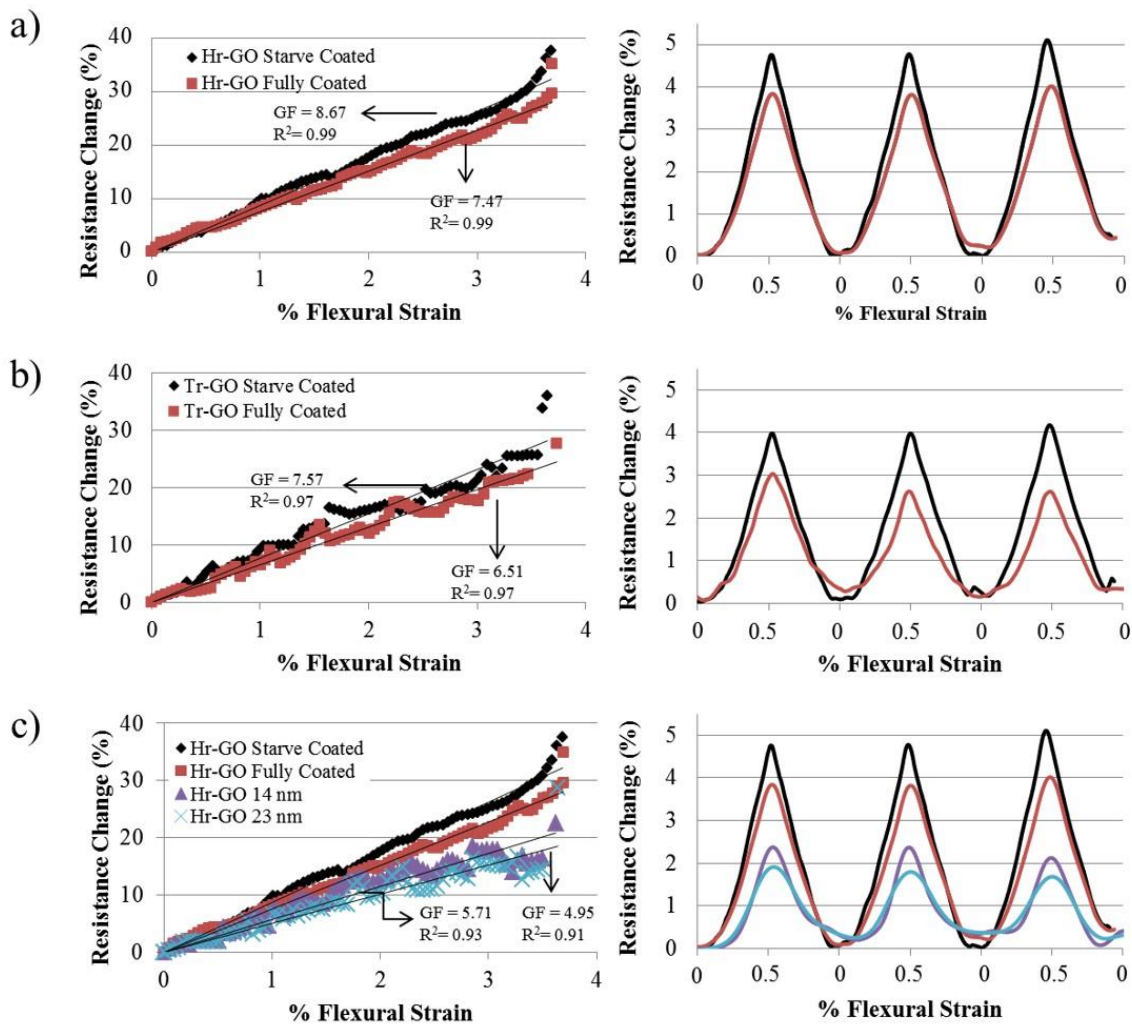 a)
Resistance Change (%)
40
30
20
10
0
Hr-GO Starve Coated
Hr-GO Fully Coated
GF = 8.67
R²= 0.99
GF = 7.47
R² = 0.99
0 1 2 3 4
% Flexural Strain
Resistance Change (%)
5
4
3
2
1
0
0% 0.5 0 0.5 0 0.5 0
% Flexural Strain
b)
Resistance Change (%)
40
30
20
10
0
Tr-GO Starve Coated
Tr-GO Fully Coated
GF = 7.57
R² = 0.97
GF = 6.51
R² = 0.97
0 1 2 3 4
% Flexural Strain
Resistance Change (%)
5
4
3
2
1
0
0% 0.5 0 0.5 0 0.5 0
% Flexural Strain
c)
Resistance Change (%)
40
30
20
10
0
Hr-GO Starve Coated
Hr-GO Fully Coated
Hr-GO 14 nm
Hr-GO 23 nm
GF = 5.71
R² = 0.93
GF = 4.95
R² = 0.91
0 1 2 3 4
% Flexural Strain
Resistance Change (%)
5
4
3
2
1
0
0% 0.5 0 0.5 0 0.5 0
% Flexural Strain